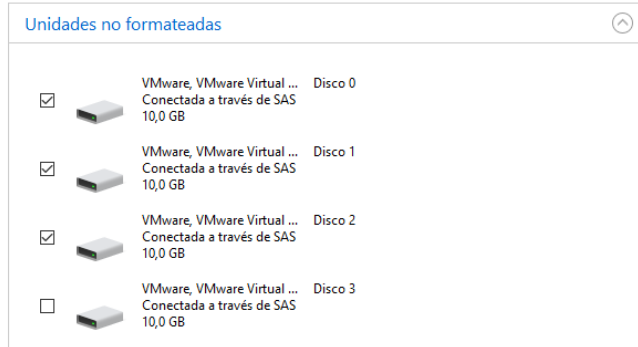 Unidades no formateadas
VMware, VMware Virtual ... Disco 0
Conectada a través de SAS
10,0 GB
VMware, VMware Virtual ... Disco 1
Conectada a través de SAS
10,0 GB
VMware, VMware Virtual ... Disco 2
Conectada a través de SAS
10,0 GB
VMware, VMware Virtual ... Disco 3
Conectada a través de SAS
10,0 GB